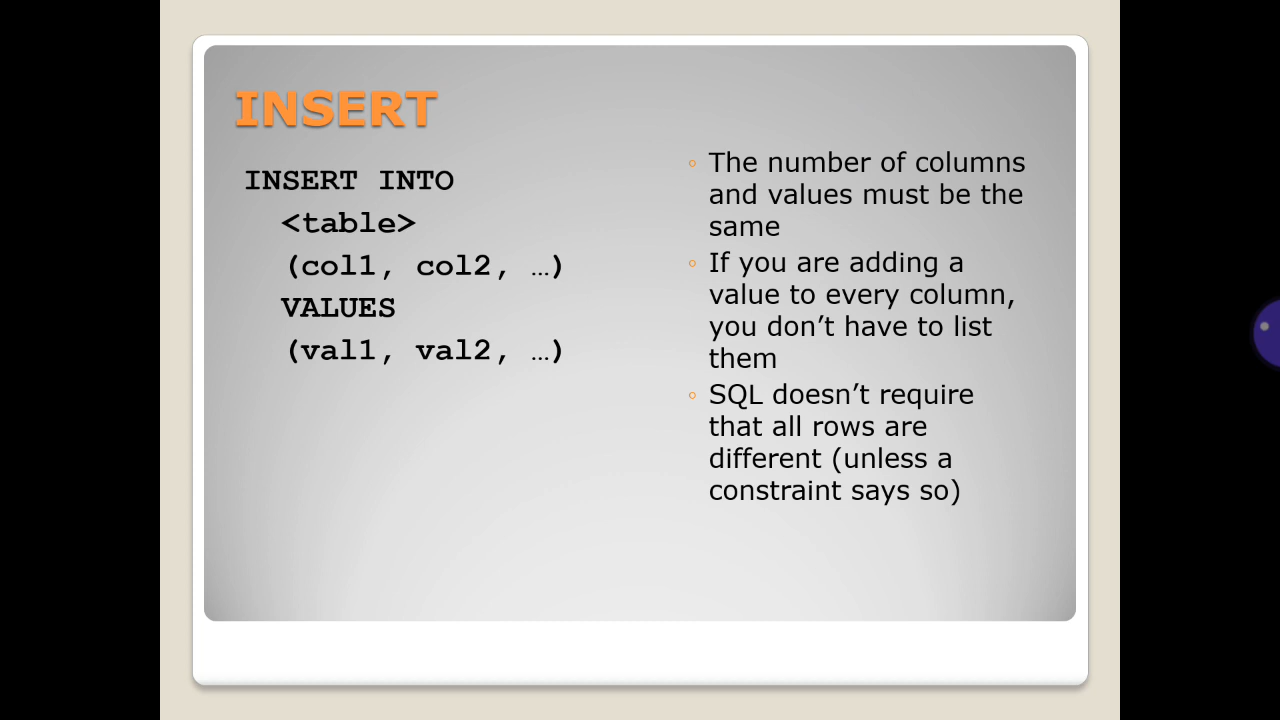 INSERT
INSERT INTO
<table>
(col1, col2, …)
VALUES
(val1, val2, …)
◦ The number of columns
and values must be the
same
◦ If you are adding a
value to every column,
you don’t have to list
them
◦ SQL doesn’t require
that all rows are
different (unless a
constraint says so)